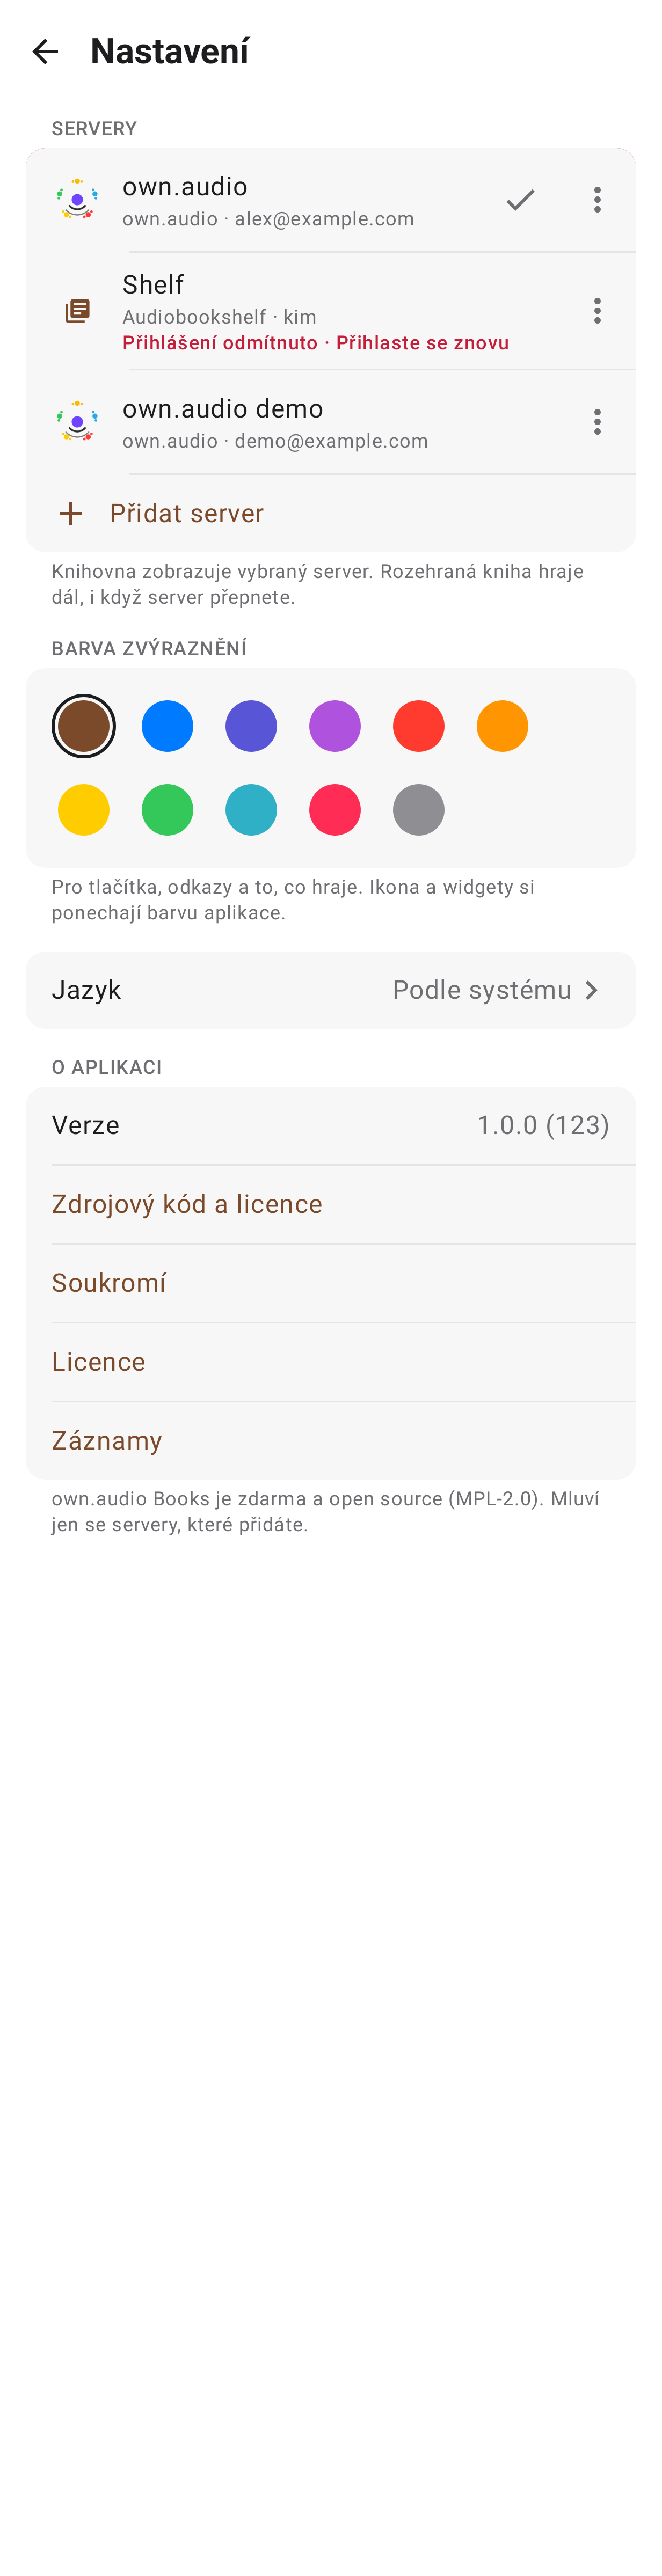 Nastavení
SERVERY
own.audio
own.audio · alex@example.com
Shelf
Audiobookshelf · kim
Přihlášení odmítnuto · Přihlaste se znovu
own.audio demo
own.audio · demo@example.com
Přidat server
Knihovna zobrazuje vybraný server. Rozehraná kniha hraje
dál, i když server přepnete.
BARVA ZVÝRAZNĚNÍ
Pro tlačítka, odkazy a to, co hraje. Ikona a widgety si
ponechají barvu aplikace.
Jazyk
Podle systému
O APLIKACI
Verze
1.0.0 (123)
Zdrojový kód a licence
Soukromí
Licence
Záznamy
own.audio Books je zdarma a open source (MPL-2.0). Mluví
jen se servery, které přidáte.